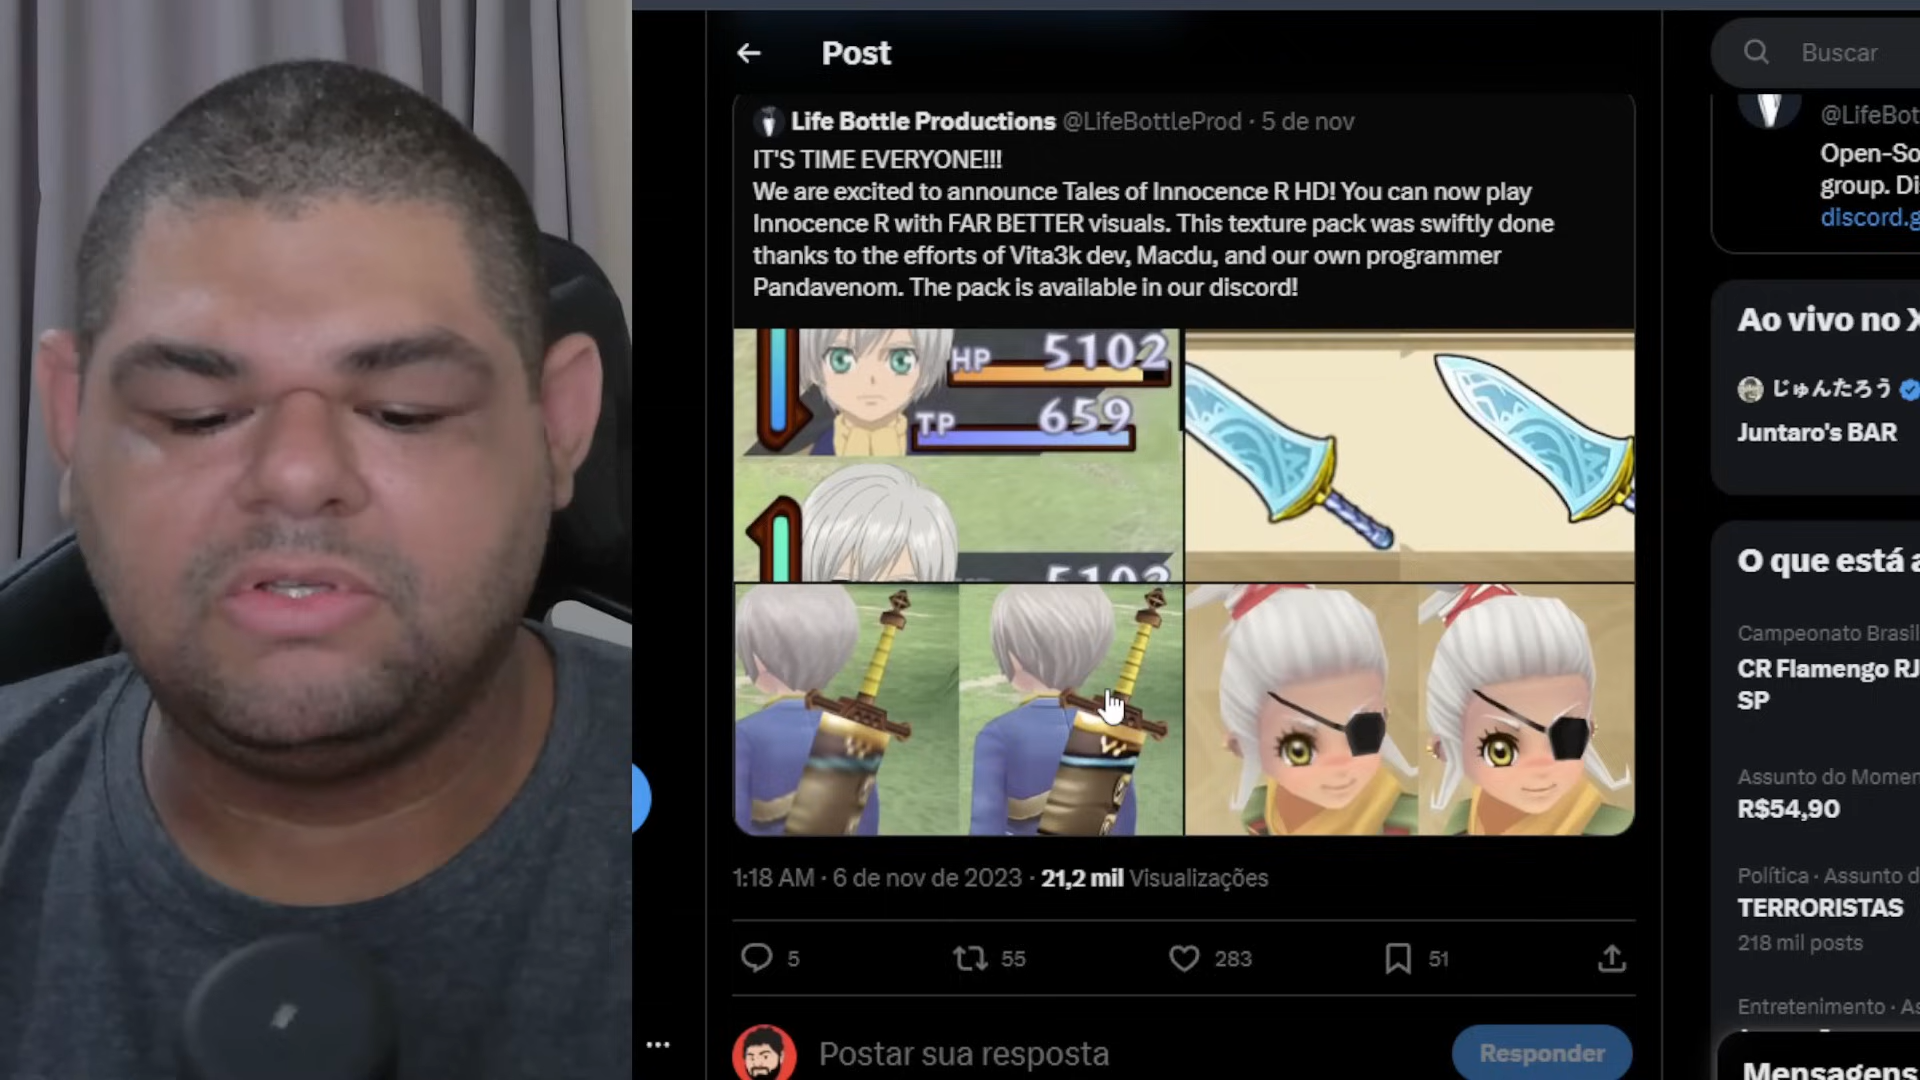 Post
Buscar
Life Bottle Productions @LifeBottleProd · 5 de nov
IT'S TIME EVERYONE!!!
We are excited to announce Tales of Innocence R HD! You can now play
Innocence R with FAR BETTER visuals. This texture pack was swiftly done
thanks to the efforts of Vita3k dev, Macdu, and our own programmer
Pandavenom. The pack is available in our discord!
HP 5102
TP 659
5102
1:18 AM · 6 de nov de 2023 · 21,2 mil Visualizações
5 55 283 51
Postar sua resposta
Responder
@LifeBot
Open-So
group. Di
discord.g
Ao vivo no X
じゅんたろう
Juntaro's BAR
O que está a
Campeonato Brasil
CR Flamengo RJ
SP
Assunto do Momen
R$54,90
Política · Assunto d
TERRORISTAS
218 mil posts
Entretenimento · As
Mensagens